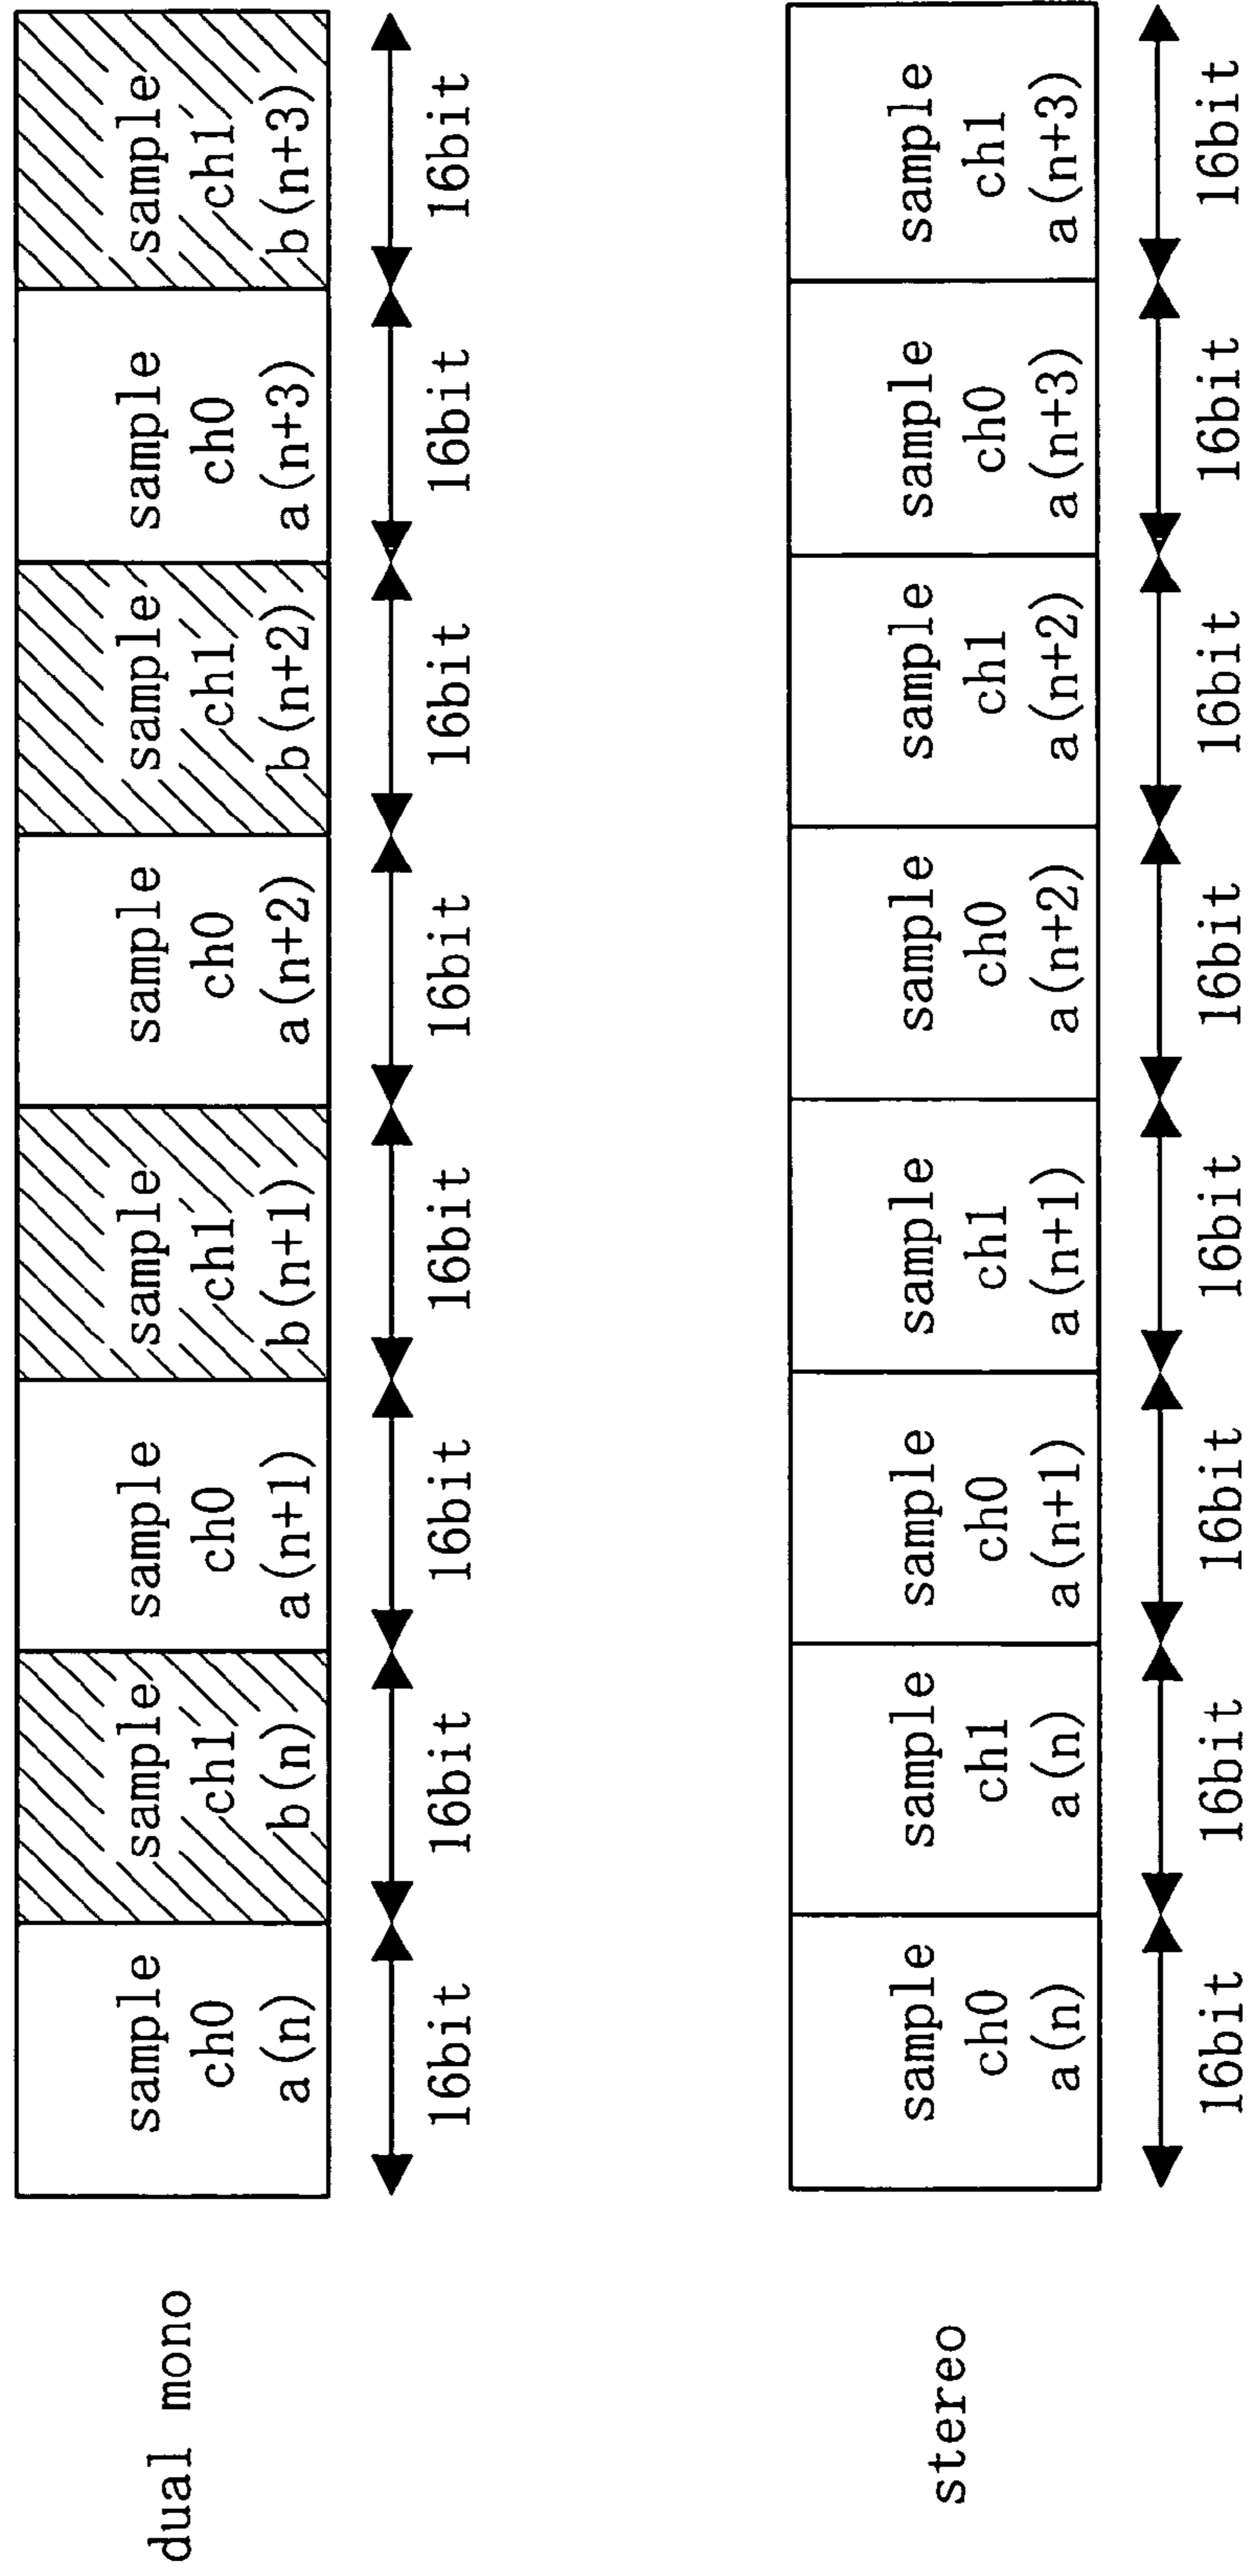 dual mono
sample
ch0
a(n)
sample
ch1
b(n)
sample
ch0
a(n+1)
sample
ch1
b(n+1)
sample
ch0
a(n+2)
sample
ch1
b(n+2)
sample
ch0
a(n+3)
sample
ch1
b(n+3)
16bit
16bit
16bit
16bit
16bit
16bit
16bit
16bit
stereo
sample
ch0
a(n)
sample
ch1
a(n)
sample
ch0
a(n+1)
sample
ch1
a(n+1)
sample
ch0
a(n+2)
sample
ch1
a(n+2)
sample
ch0
a(n+3)
sample
ch1
a(n+3)
16bit
16bit
16bit
16bit
16bit
16bit
16bit
16bit